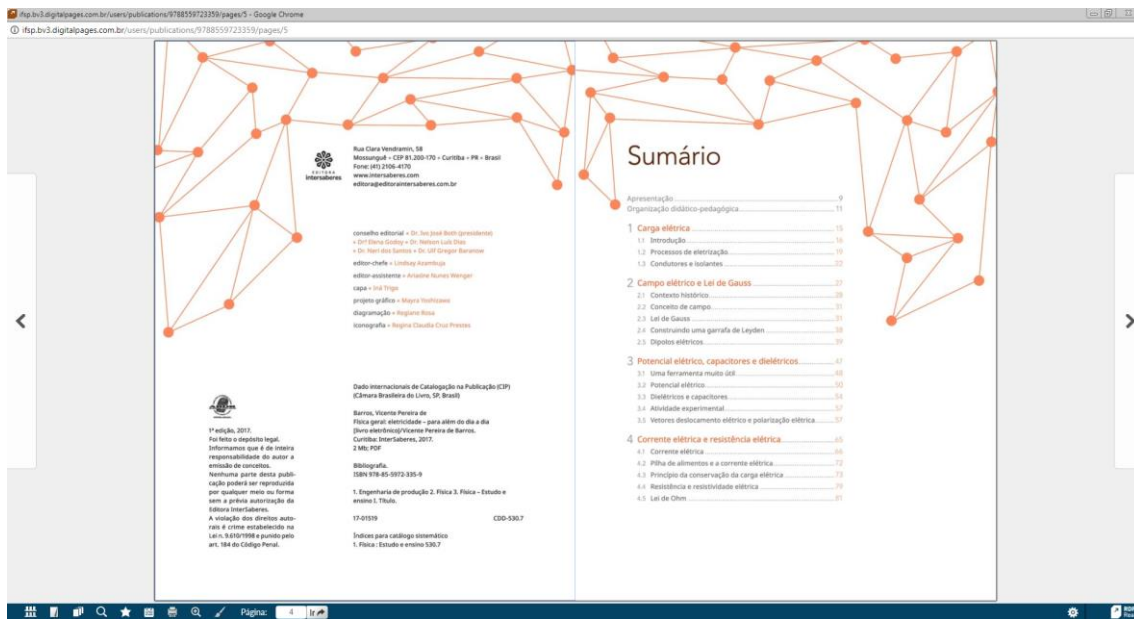 ifsp.bv3.digitalpages.com.br/users/publications/9788559723359/pages/5 - Google Chrome
ifsp.bv3.digitalpages.com.br/users/publications/9788559723359/pages/5
EDITORA
intersaberes
Rua Clara Vendramin, 58
Mossunguê • CEP 81.200-170 • Curitiba • PR • Brasil
Fone: (41) 2106-4170
www.intersaberes.com
editora@editoraintersaberes.com.br
conselho editorial • Dr. Ivo José Both (presidente)
• Drª Elena Godoy • Dr. Nelson Luís Dias
• Dr. Neri dos Santos • Dr. Ulf Gregor Baranow
editor-chefe • Lindsay Azambuja
editor-assistente • Ariadne Nunes Wenger
capa • Iná Trigo
projeto gráfico • Mayra Yoshizawa
diagramação • Regiane Rosa
iconografia • Regina Claudia Cruz Prestes
1ª edição, 2017.
Foi feito o depósito legal.
Informamos que é de inteira
responsabilidade do autor a
emissão de conceitos.
Nenhuma parte desta publi-
cação poderá ser reproduzida
por qualquer meio ou forma
sem a prévia autorização da
Editora InterSaberes.
A violação dos direitos auto-
rais é crime estabelecido na
Lei n. 9.610/1998 e punido pelo
art. 184 do Código Penal.
Dado internacionais de Catalogação na Publicação (CIP)
(Câmara Brasileira do Livro, SP, Brasil)
Barros, Vicente Pereira de
Física geral: eletricidade – para além do dia a dia
[livro eletrônico]/Vicente Pereira de Barros.
Curitiba: InterSaberes, 2017.
2 Mb; PDF
Bibliografia.
ISBN 978-85-5972-335-9
1. Engenharia de produção 2. Física 3. Física – Estudo e
ensino I. Título.
17-01519 CDD-530.7
Índices para catálogo sistemático
1. Física : Estudo e ensino 530.7
Sumário
Apresentação 9
Organização didático-pedagógica 11
1 Carga elétrica 15
1.1 Introdução 16
1.2 Processos de eletrização 19
1.3 Condutores e isolantes 22
2 Campo elétrico e Lei de Gauss 27
2.1 Contexto histórico 28
2.2 Conceito de campo 31
2.3 Lei de Gauss 31
2.4 Construindo uma garrafa de Leyden 38
2.5 Dipolos elétricos 39
3 Potencial elétrico, capacitores e dielétricos 47
3.1 Uma ferramenta muito útil 48
3.2 Potencial elétrico 50
3.3 Dielétricos e capacitores 54
3.4 Atividade experimental 57
3.5 Vetores deslocamento elétrico e polarização elétrica 57
4 Corrente elétrica e resistência elétrica 65
4.1 Corrente elétrica 66
4.2 Pilha de alimentos e a corrente elétrica 72
4.3 Princípio da conservação da carga elétrica 73
4.4 Resistência e resistividade elétrica 79
4.5 Lei de Ohm 81
Página: 4 Ir